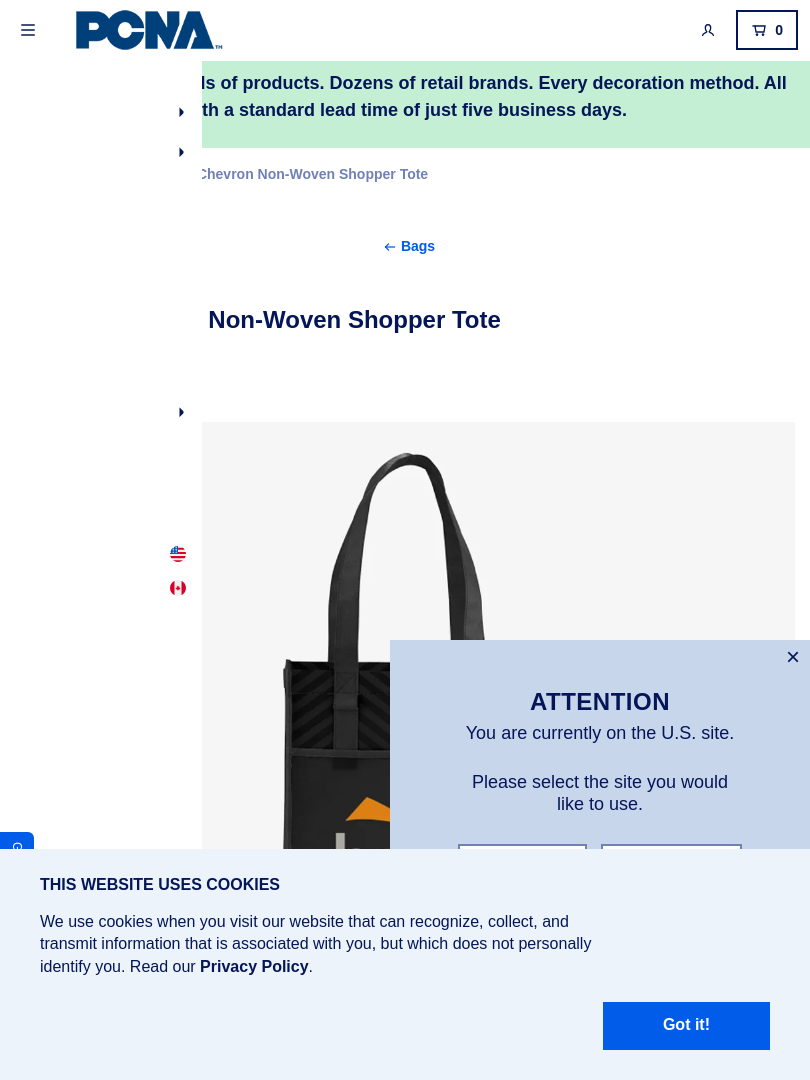 PCNA™
0
ls of products. Dozens of retail brands. Every decoration method. All
th a standard lead time of just five business days.
Chevron Non-Woven Shopper Tote
Bags
Non-Woven Shopper Tote
ATTENTION
You are currently on the U.S. site.
Please select the site you would
like to use.
THIS WEBSITE USES COOKIES
We use cookies when you visit our website that can recognize, collect, and
transmit information that is associated with you, but which does not personally
identify you. Read our Privacy Policy.
Got it!